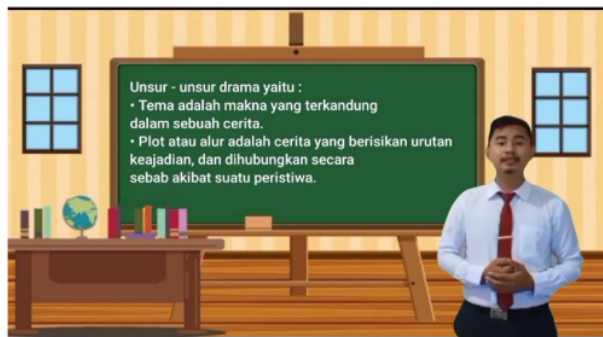 Unsur - unsur drama yaitu :
• Tema adalah makna yang terkandung
dalam sebuah cerita.
• Plot atau alur adalah cerita yang berisikan urutan
keajadian, dan dihubungkan secara
sebab akibat suatu peristiwa.